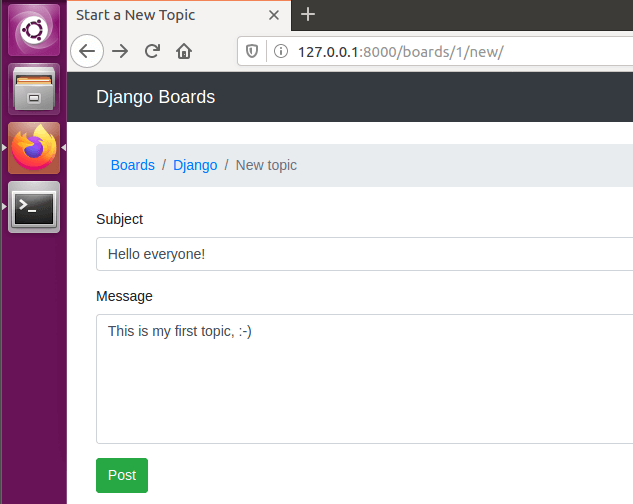 Start a New Topic
127.0.0.1:8000/boards/1/new/
Django Boards
Boards / Django / New topic
Subject
Hello everyone!
Message
This is my first topic, :-)
Post